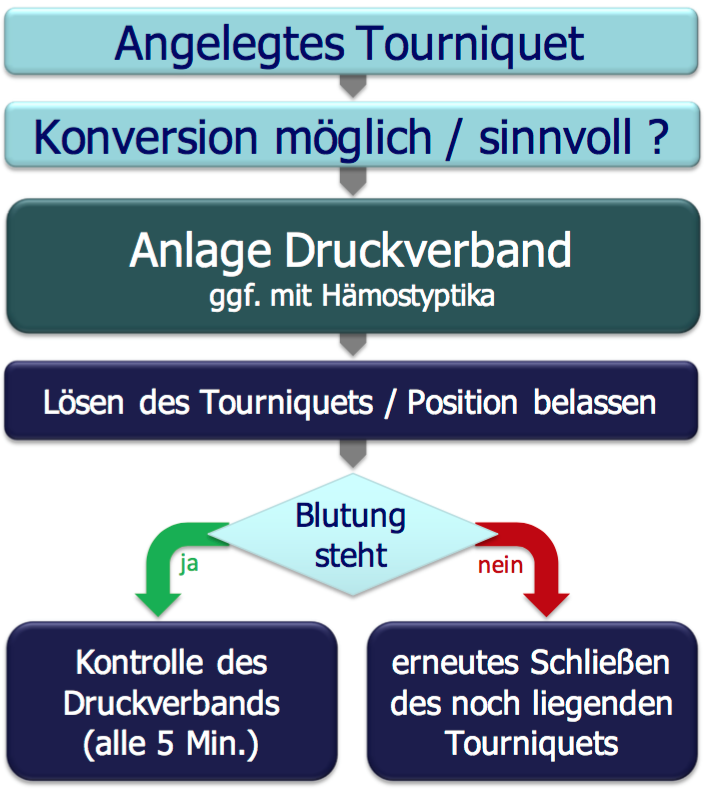 Angelegtes Tourniquet
Konversion möglich / sinnvoll ?
Anlage Druckverband
ggf. mit Hämostyptika
Lösen des Tourniquets / Position belassen
Blutung
steht
ja
nein
Kontrolle des
Druckverbands
(alle 5 Min.)
erneutes Schließen
des noch liegenden
Tourniquets